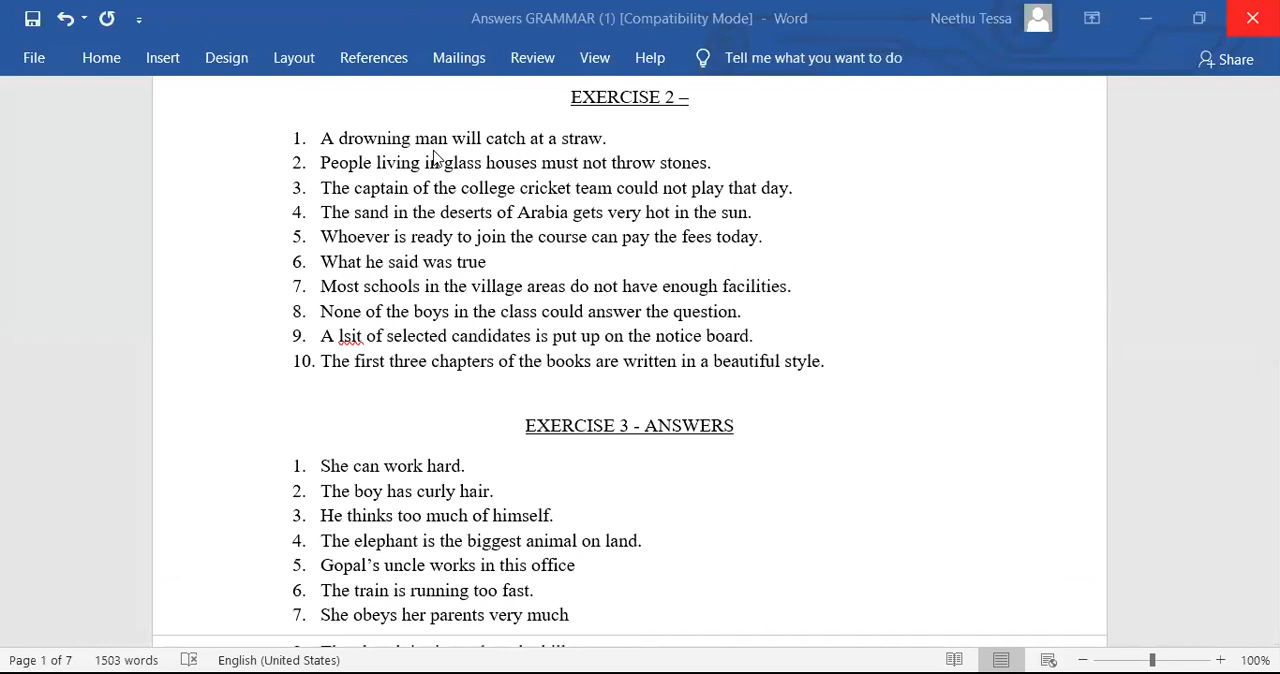 Answers GRAMMAR (1) [Compatibility Mode] - Word
Neethu Tessa
File Home Insert Design Layout References Mailings Review View Help Tell me what you want to do Share
EXERCISE 2 –
1. A drowning man will catch at a straw.
2. People living in glass houses must not throw stones.
3. The captain of the college cricket team could not play that day.
4. The sand in the deserts of Arabia gets very hot in the sun.
5. Whoever is ready to join the course can pay the fees today.
6. What he said was true
7. Most schools in the village areas do not have enough facilities.
8. None of the boys in the class could answer the question.
9. A lsit of selected candidates is put up on the notice board.
10. The first three chapters of the books are written in a beautiful style.
EXERCISE 3 - ANSWERS
1. She can work hard.
2. The boy has curly hair.
3. He thinks too much of himself.
4. The elephant is the biggest animal on land.
5. Gopal’s uncle works in this office
6. The train is running too fast.
7. She obeys her parents very much
Page 1 of 7 1503 words English (United States) 100%